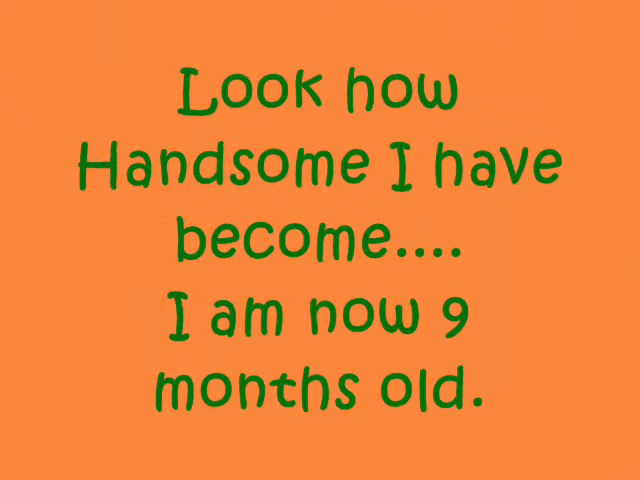 Look how
Handsome I have
become....
I am now 9
months old.